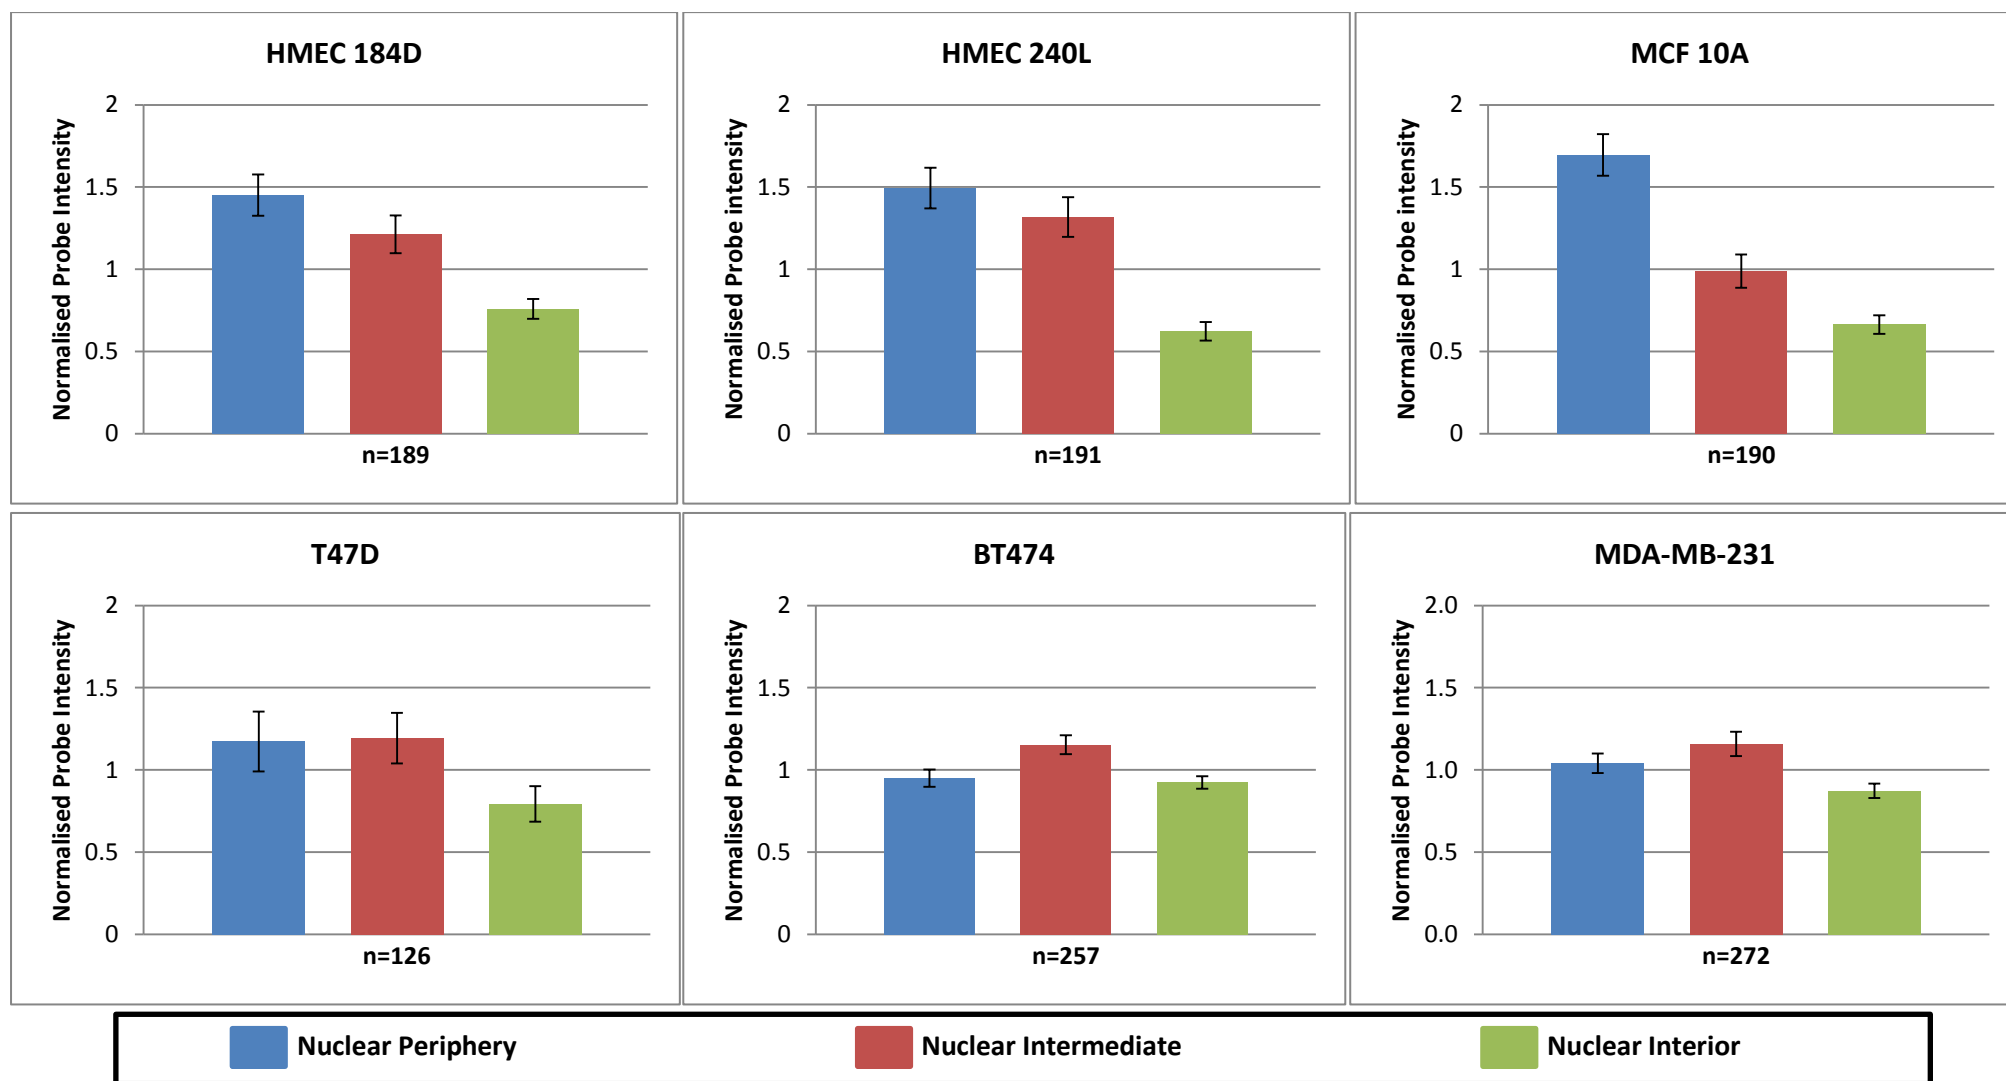 HMEC 184D
Normalised Probe Intensity
2
1.5
1
0.5
0
n=189
HMEC 240L
Normalised Probe intensity
2
1.5
1
0.5
0
n=191
MCF 10A
Normalised Probe intensity
2
1.5
1
0.5
0
n=190
T47D
Normalised Probe Intensity
2
1.5
1
0.5
0
n=126
BT474
Normalised Probe Intensity
2
1.5
1
0.5
0
n=257
MDA-MB-231
Normalised Probe Intensity
2.0
1.5
1.0
0.5
0.0
n=272
Nuclear Periphery
Nuclear Intermediate
Nuclear Interior